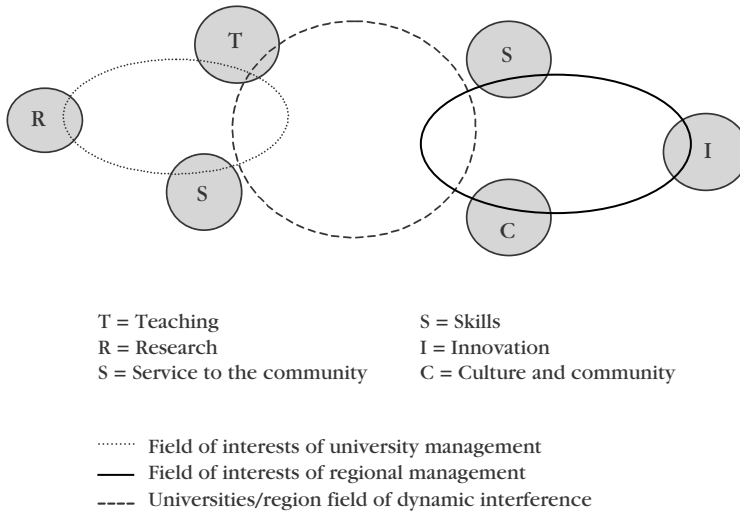 T
S
R
I
S
C
T = Teaching
R = Research
S = Service to the community
S = Skills
I = Innovation
C = Culture and community
Field of interests of university management
Field of interests of regional management
Universities/region field of dynamic interference